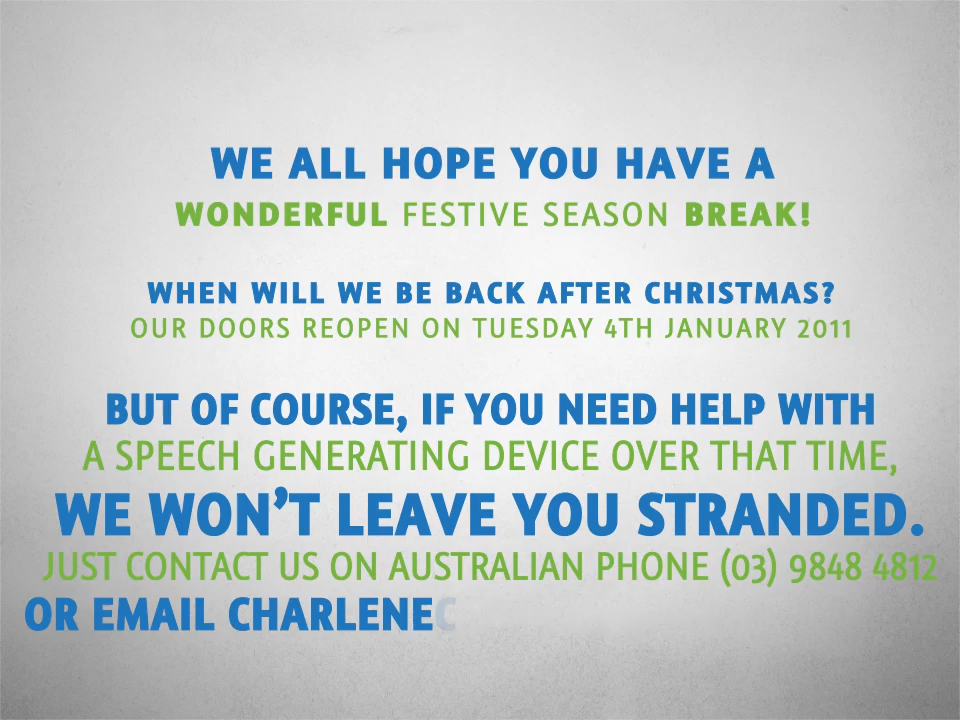 WE ALL HOPE YOU HAVE A
WONDERFUL FESTIVE SEASON BREAK!
WHEN WILL WE BE BACK AFTER CHRISTMAS?
OUR DOORS REOPEN ON TUESDAY 4TH JANUARY 2011
BUT OF COURSE, IF YOU NEED HELP WITH
A SPEECH GENERATING DEVICE OVER THAT TIME,
WE WON'T LEAVE YOU STRANDED.
JUST CONTACT US ON AUSTRALIAN PHONE (03) 9848 4812
OR EMAIL CHARLENEC